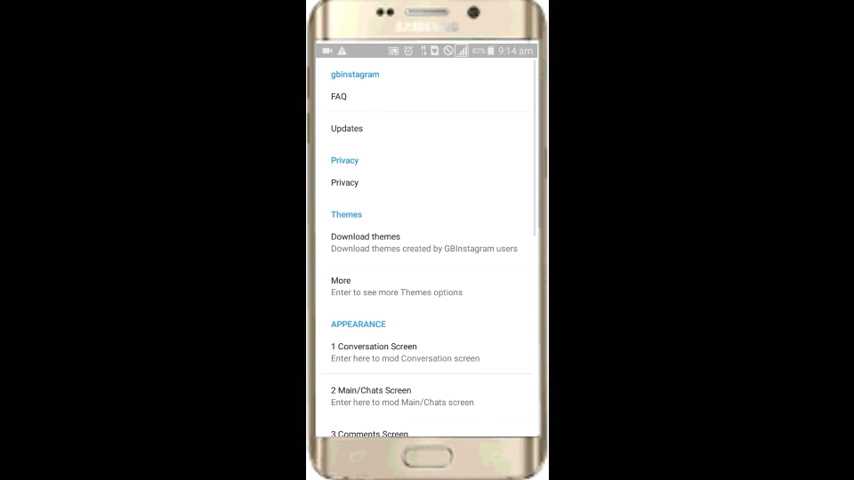 SAMSUNG
82% 9:14 am
gbinstagram
FAQ
Updates
Privacy
Privacy
Themes
Download themes
Download themes created by GBInstagram users
More
Enter to see more Themes options
APPEARANCE
1 Conversation Screen
Enter here to mod Conversation screen
2 Main/Chats Screen
Enter here to mod Main/Chats screen
3 Comments Screen